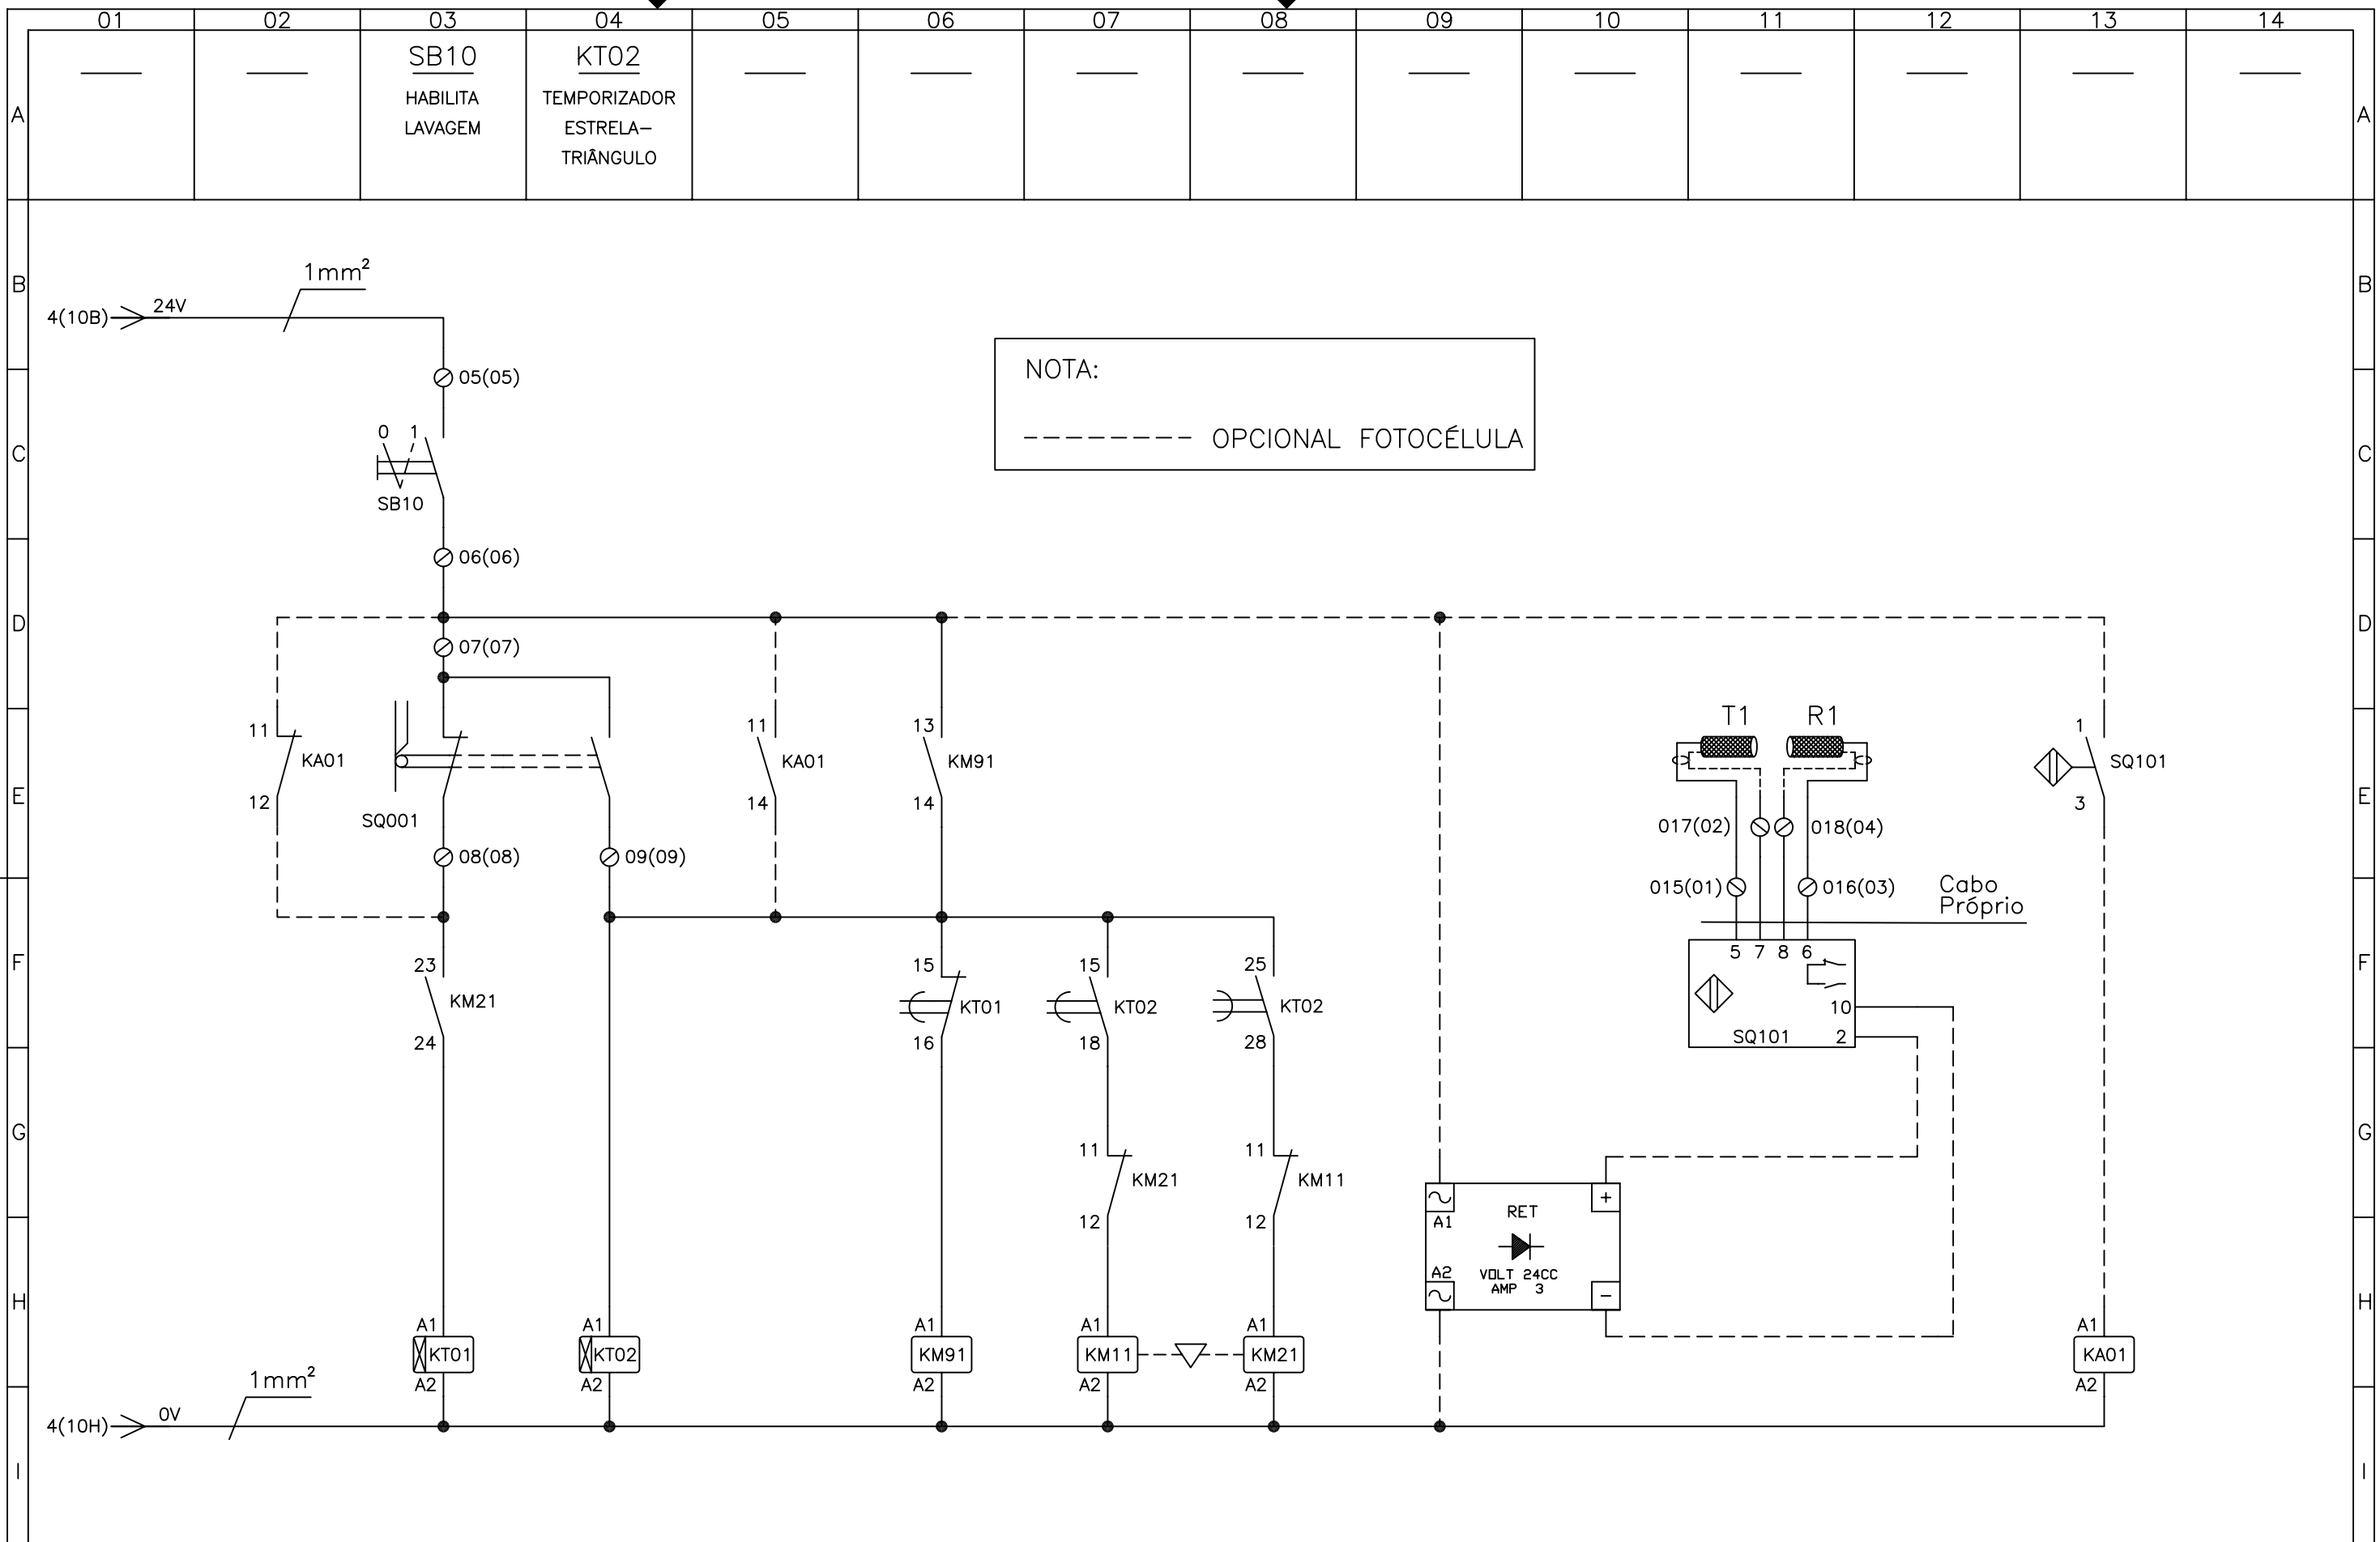 01 02 03 04 05 06 07 08 09 10 11 12 13 14
SB10
HABILITA
LAVAGEM
KT02
TEMPORIZADOR
ESTRELA-
TRIÂNGULO
A A
B B
C C
D D
E E
F F
G G
H H
I I
1mm²
4(10B) 24V
05(05)
0 1
SB10
06(06)
NOTA:
OPCIONAL FOTOCÉLULA
07(07)
11
KA01
12
SQ001
08(08)
09(09)
11
KA01
14
13
KM91
14
T1 R1
017(02) 018(04)
015(01) 016(03)
Cabo
Próprio
5 7 8 6
10
SQ101 2
1
SQ101
3
23
KM21
24
15
KT01
16
15
KT02
18
25
KT02
28
11
KM21
12
11
KM11
12
A1
RET
+
A2
VOLT 24CC
AMP 3
-
A1
KT01
A2
A1
KT02
A2
A1
KM91
A2
A1
KM11
A2
A1
KM21
A2
A1
KA01
A2
1mm²
4(10H) 0V